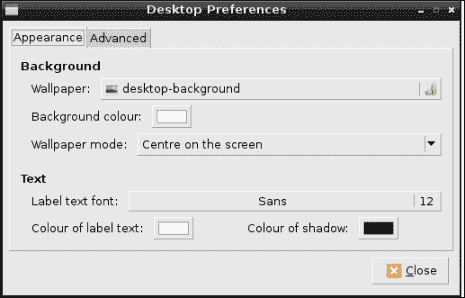 Desktop Preferences
Appearance Advanced
Background
Wallpaper: desktop-background
Background colour:
Wallpaper mode: Centre on the screen
Text
Label text font: Sans 12
Colour of label text: Colour of shadow:
Close